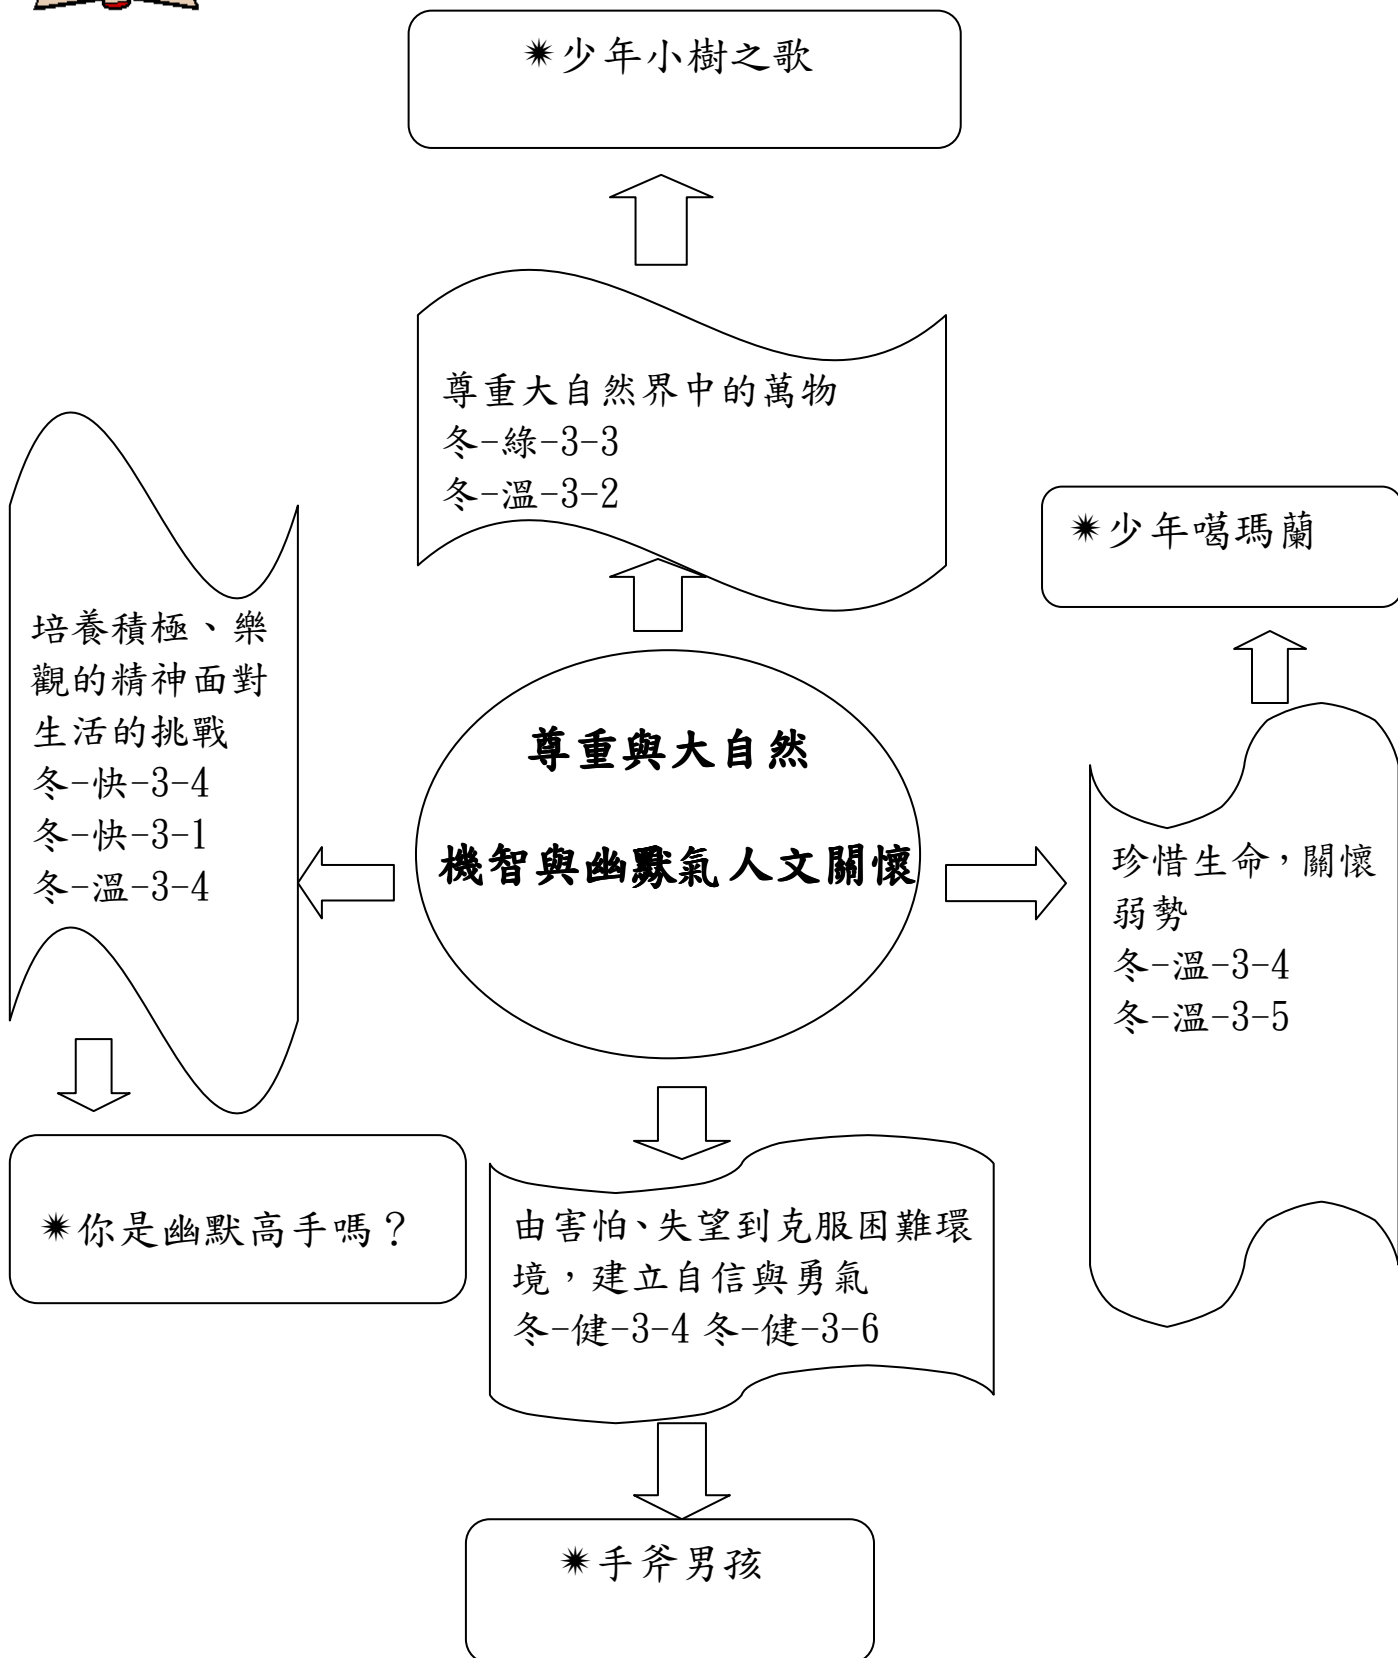 ✷少年小樹之歌
尊重大自然界中的萬物
冬-綠-3-3
冬-溫-3-2
✷少年噶瑪蘭
培養積極、樂
觀的精神面對
生活的挑戰
冬-快-3-4
冬-快-3-1
冬-溫-3-4
尊重與大自然
機智與幽默氣人文關懷
珍惜生命,關懷
弱勢
冬-溫-3-4
冬-溫-3-5
✷你是幽默高手嗎?
由害怕、失望到克服困難環
境,建立自信與勇氣
冬-健-3-4 冬-健-3-6
✷手斧男孩